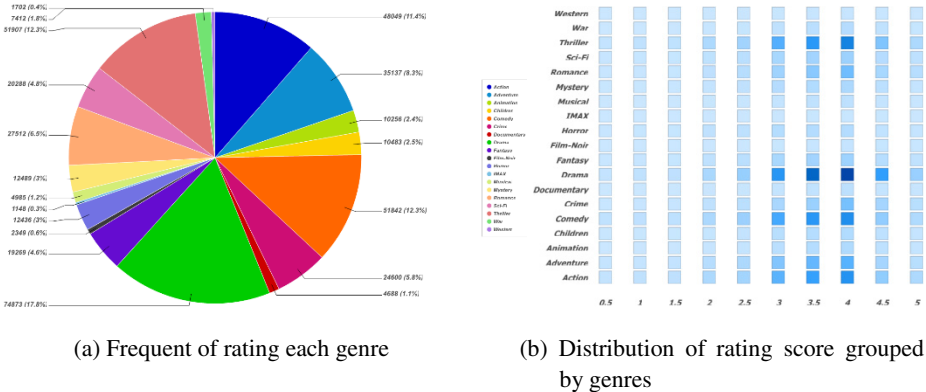 1702 (0.4%)
7412 (1.8%)
51907 (12.3%)
20288 (4.8%)
27512 (6.5%)
12489 (3%)
4985 (1.2%)
1148 (0.3%)
12436 (3%)
2349 (0.6%)
19269 (4.6%)
74873 (17.8%)
48049 (11.4%)
35137 (8.3%)
10256 (2.4%)
10483 (2.5%)
51842 (12.3%)
24600 (5.8%)
4688 (1.1%)
Action
Adventure
Animation
Children
Comedy
Crime
Documentary
Drama
Fantasy
Film-Noir
Horror
IMAX
Musical
Mystery
Romance
Sci-Fi
Thriller
War
Western
Western
War
Thriller
Sci-Fi
Romance
Mystery
Musical
IMAX
Horror
Film-Noir
Fantasy
Drama
Documentary
Crime
Comedy
Children
Animation
Adventure
Action
0.5 1 1.5 2 2.5 3 3.5 4 4.5 5
(a) Frequent of rating each genre
(b) Distribution of rating score grouped
by genres